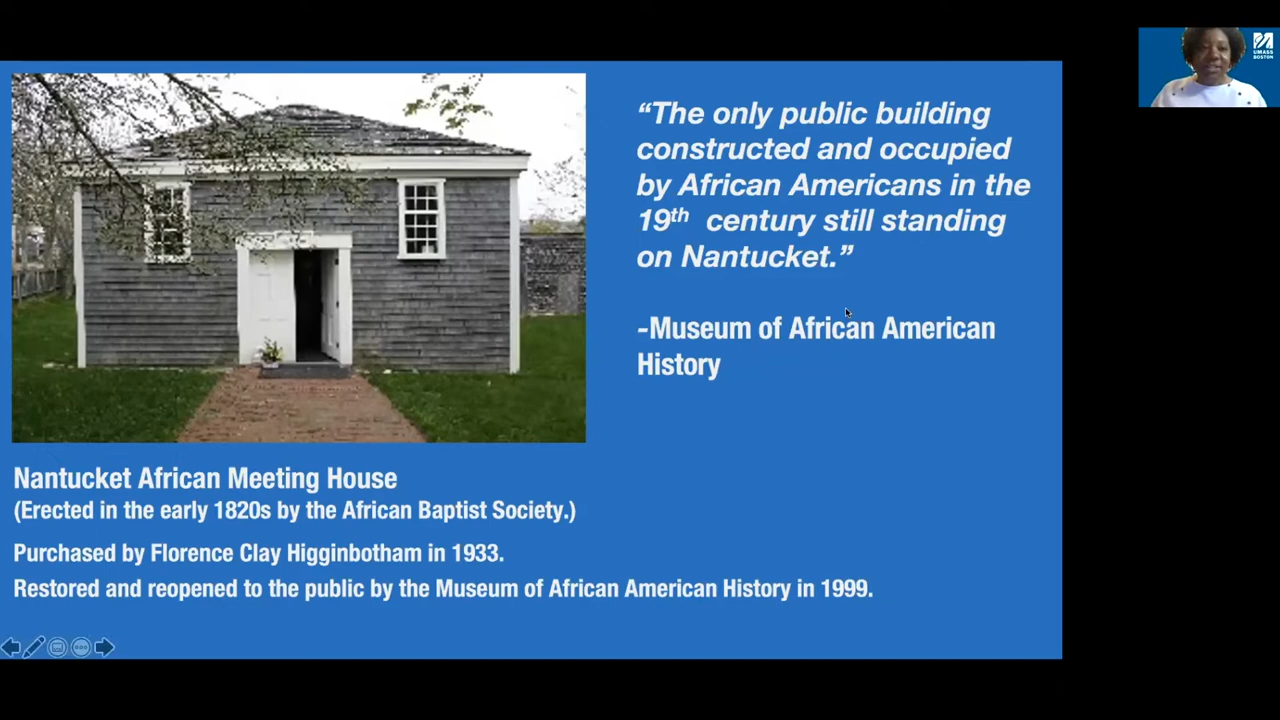 “The only public building
constructed and occupied
by African Americans in the
19th century still standing
on Nantucket.”
-Museum of African American
History
Nantucket African Meeting House
(Erected in the early 1820s by the African Baptist Society.)
Purchased by Florence Clay Higginbotham in 1933.
Restored and reopened to the public by the Museum of African American History in 1999.
UMASS
BOSTON